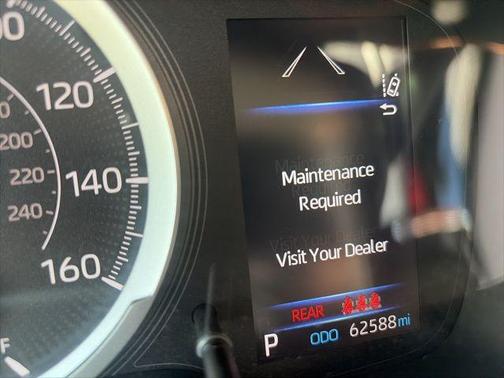 120
140
160
200
220
240
F
Maintenance
Required
Visit Your Dealer
REAR
P ODO 62588 mi